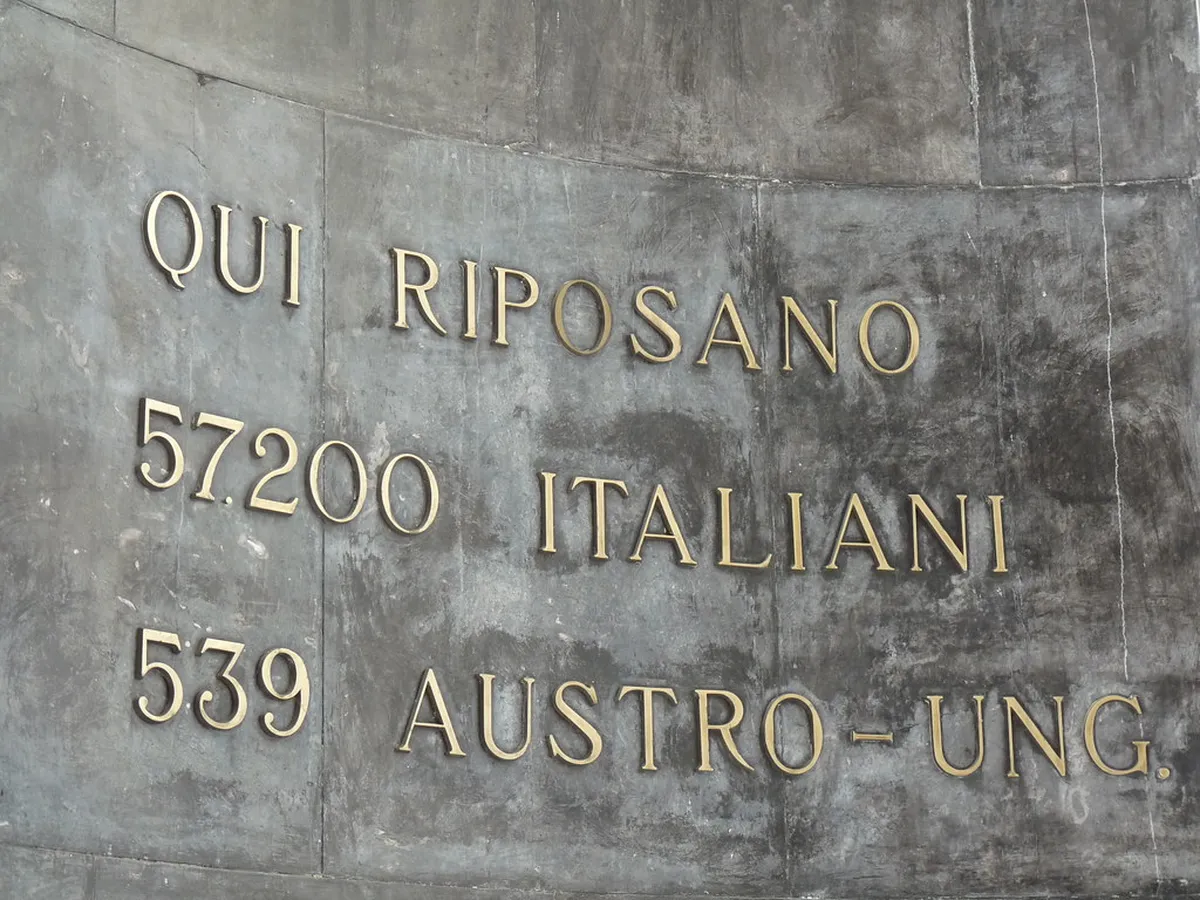 QUI RIPOSANO
57.200 ITALIANI
539 AUSTRO-UNG.